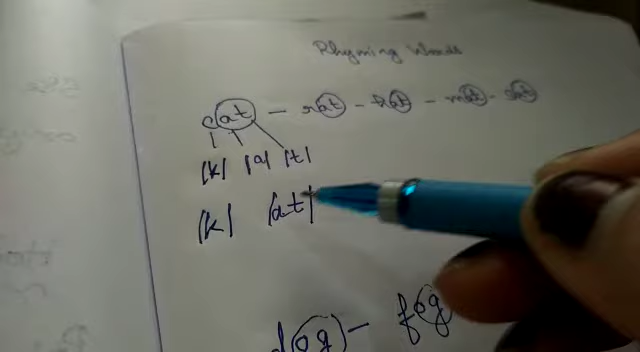 Rhyming Words
cat - rat - hat - mat - sat
/k/ /a/ /t/
/k/ /at/
dog - fog